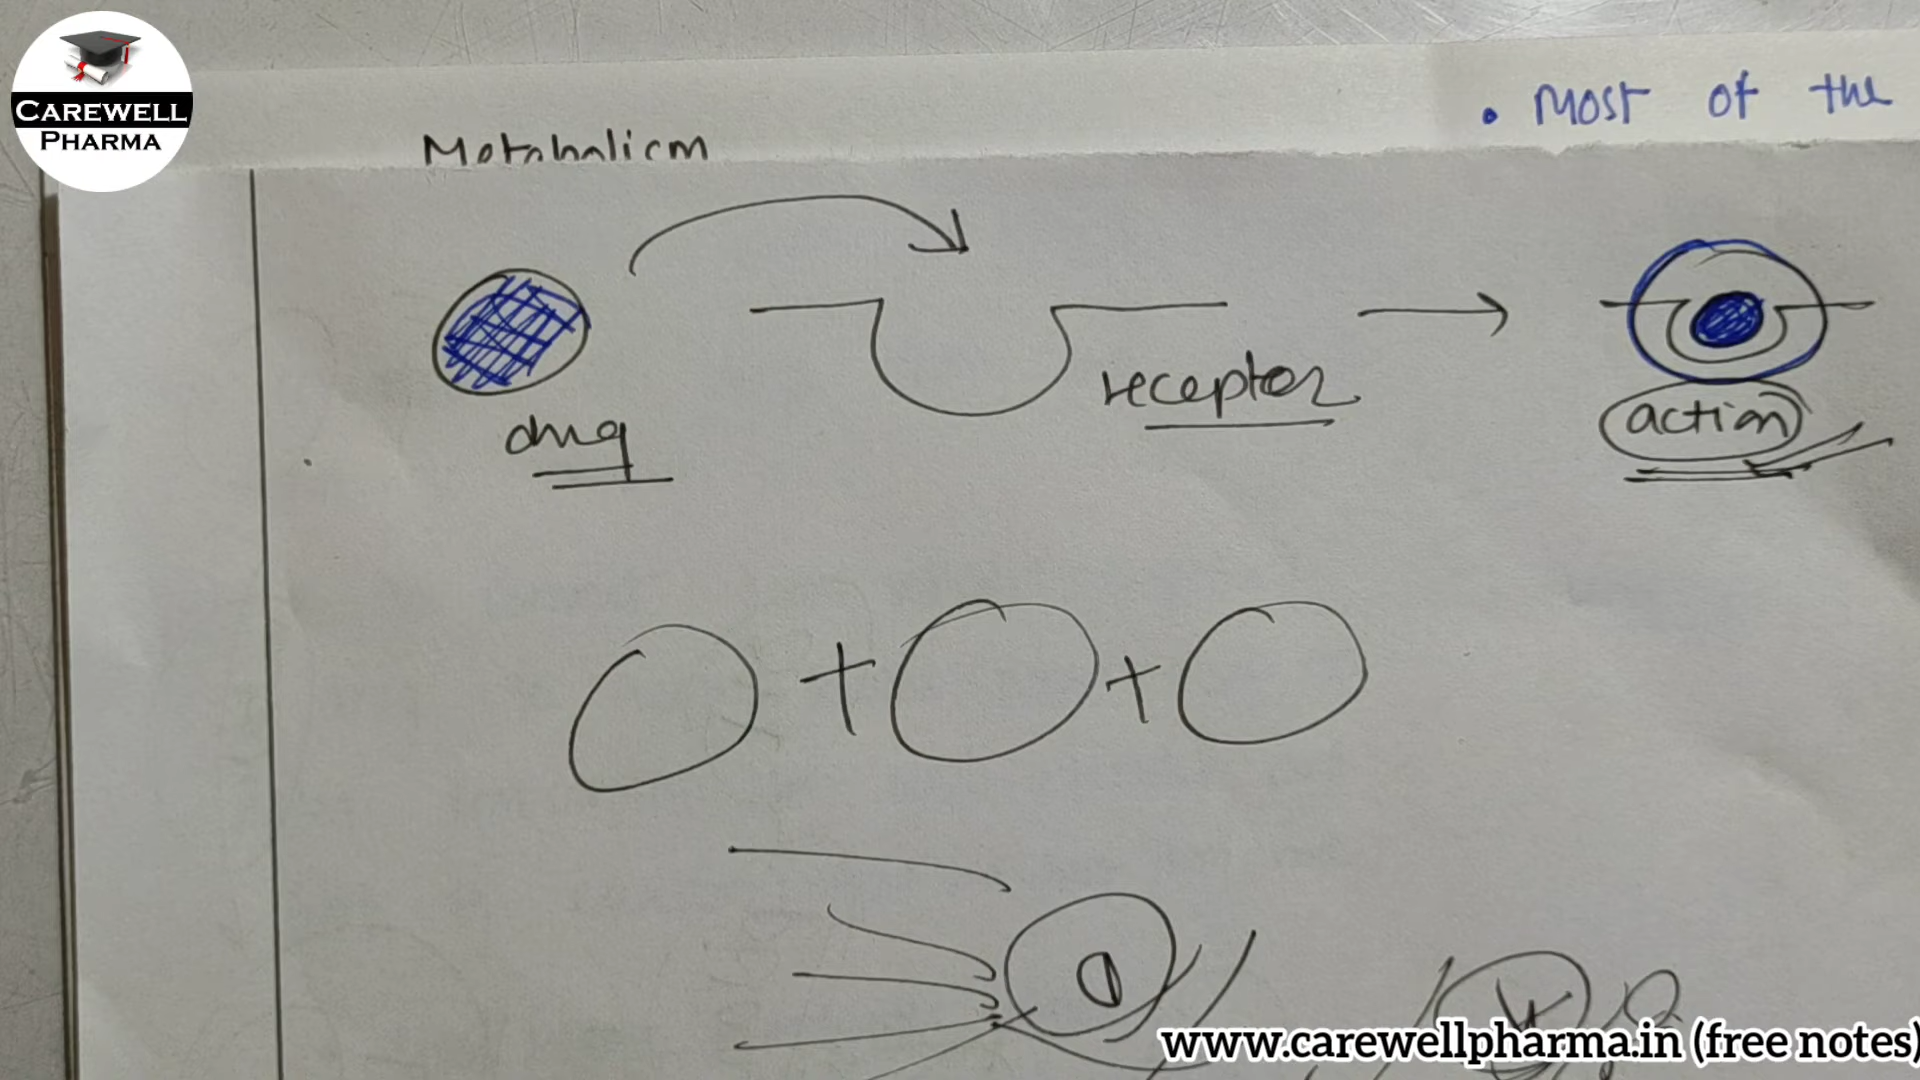 CAREWELL
PHARMA
• Most of the
Metabolism
drug
receptor
action
+ +
www.carewellpharma.in (free notes)